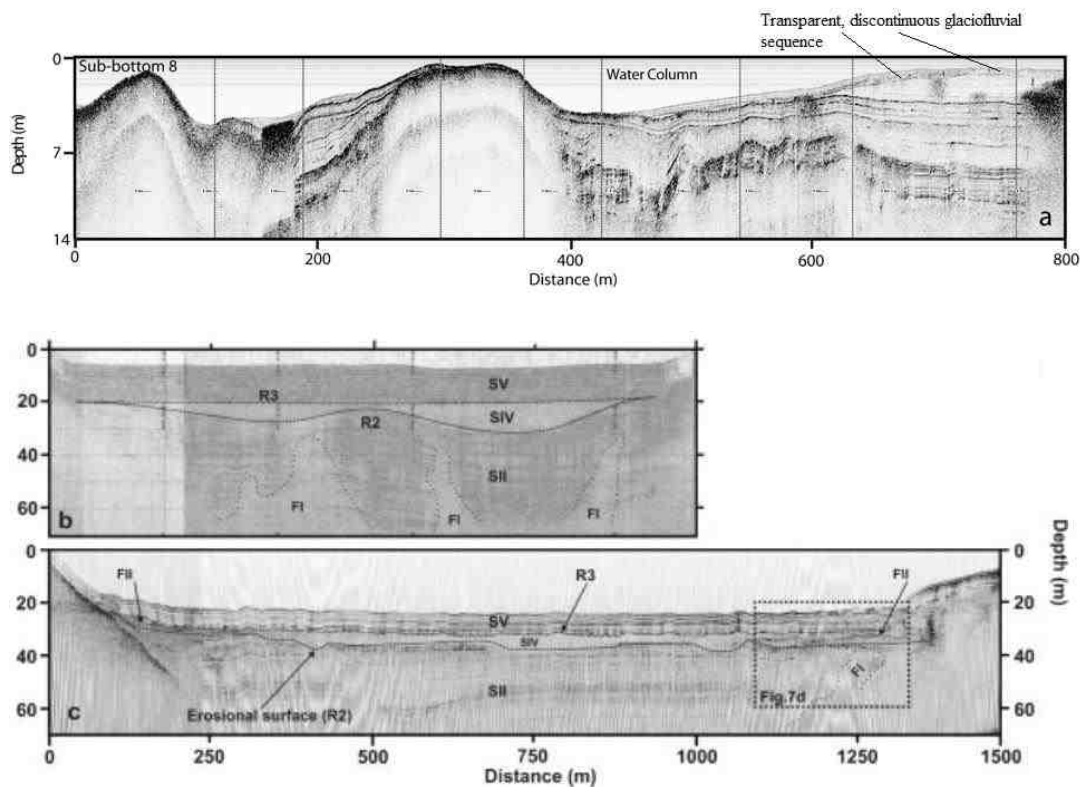 Transparent, discontinuous glaciofluvial
sequence
0
Sub-bottom 8
Water Column
Depth (m)
7
14
a
0
200
400
600
800
Distance (m)
0
20
40
60
SV
R3
SIV
R2
SII
FI
FI
FI
b
0
20
40
60
FII
R3
FII
SV
SIV
SII
FI
Fig.7d
Erosional surface (R2)
c
Depth (m)
0
20
40
60
0
250
500
750
1000
1250
1500
Distance (m)